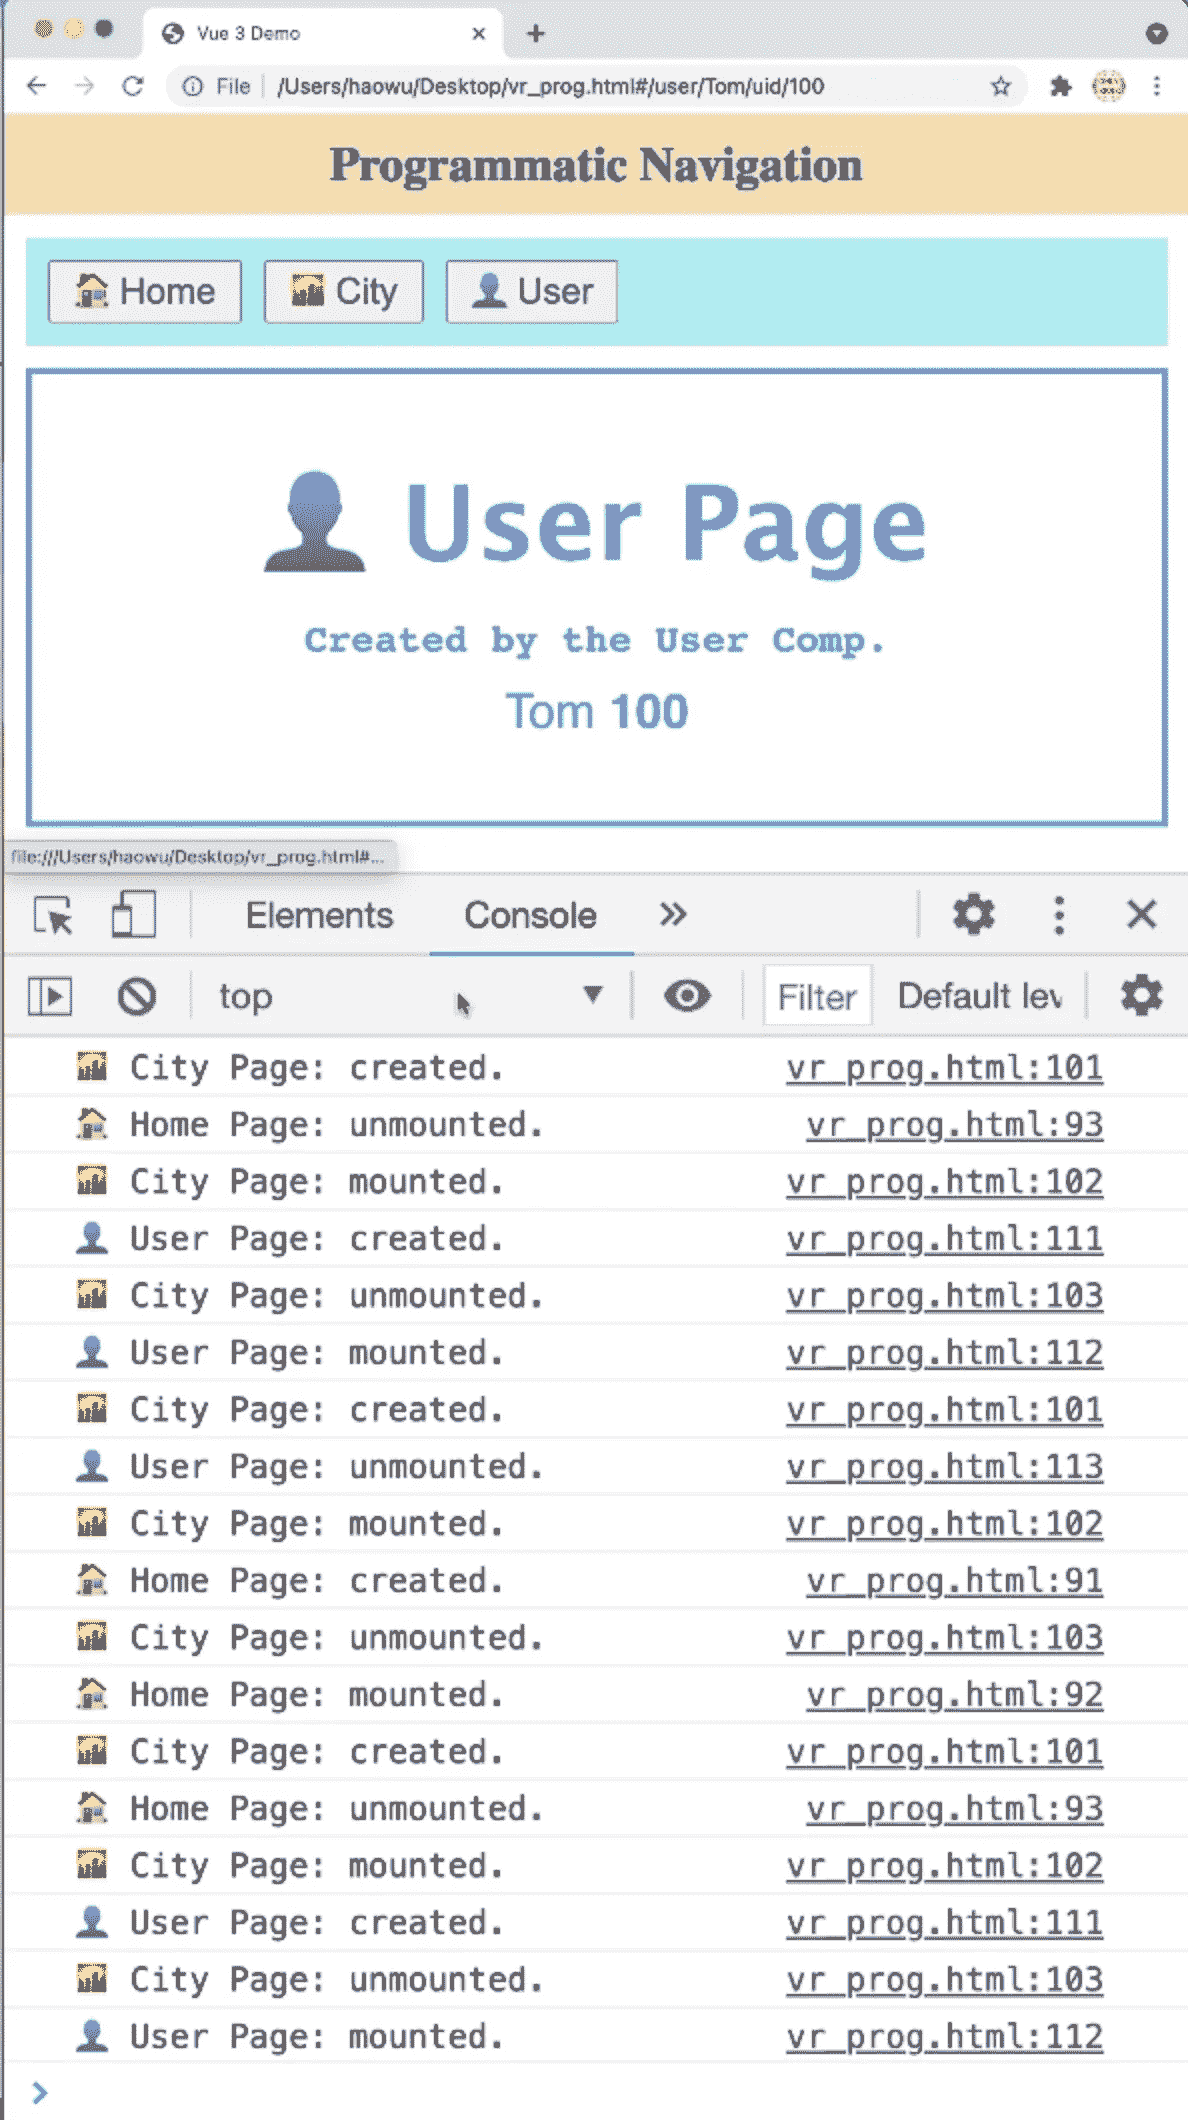 Vue 3 Demo
File | /Users/haowu/Desktop/vr_prog.html#/user/Tom/uid/100
Programmatic Navigation
Home City User
User Page
Created by the User Comp.
Tom 100
file:///Users/haowu/Desktop/vr_prog.html#...
Elements Console
top Filter Default lev
City Page: created. vr_prog.html:101
Home Page: unmounted. vr_prog.html:93
City Page: mounted. vr_prog.html:102
User Page: created. vr_prog.html:111
City Page: unmounted. vr_prog.html:103
User Page: mounted. vr_prog.html:112
City Page: created. vr_prog.html:101
User Page: unmounted. vr_prog.html:113
City Page: mounted. vr_prog.html:102
Home Page: created. vr_prog.html:91
City Page: unmounted. vr_prog.html:103
Home Page: mounted. vr_prog.html:92
City Page: created. vr_prog.html:101
Home Page: unmounted. vr_prog.html:93
City Page: mounted. vr_prog.html:102
User Page: created. vr_prog.html:111
City Page: unmounted. vr_prog.html:103
User Page: mounted. vr_prog.html:112